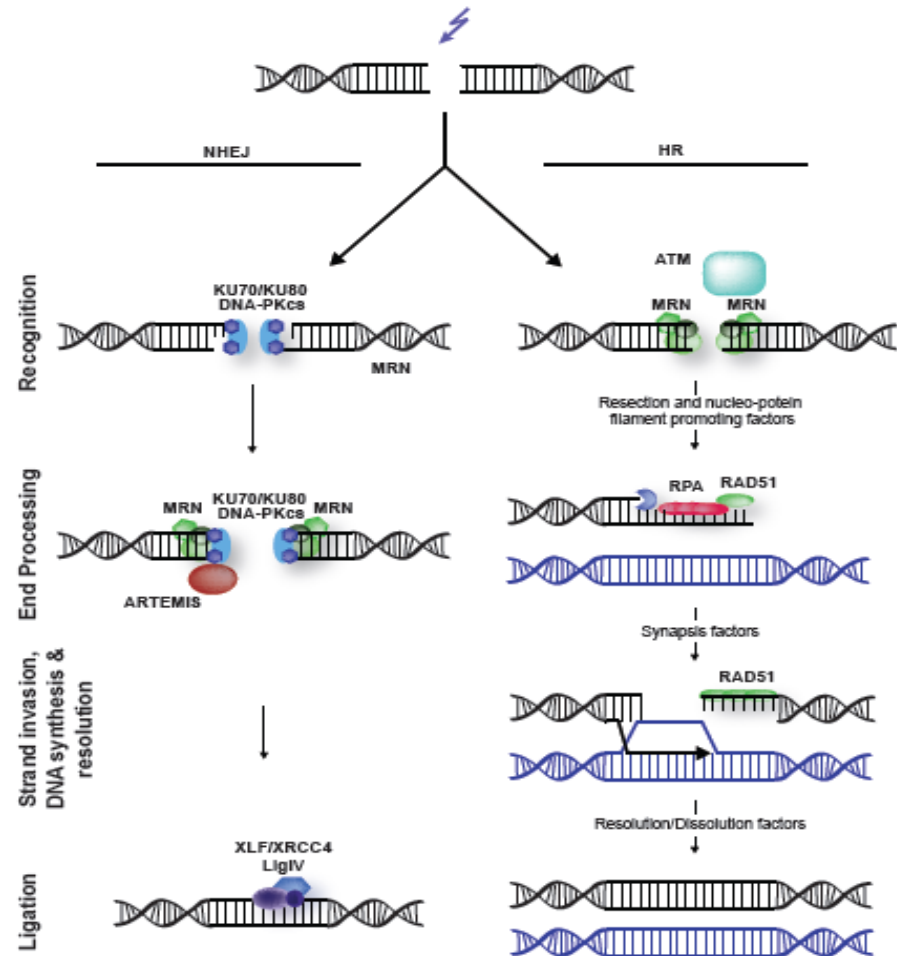 NHEJ
HR
Recognition
KU70/KU80
DNA-PKcs
MRN
ATM
MRN
MRN
Resection and nucleo-potein
filament promoting factors
End Processing
MRN
KU70/KU80
DNA-PKcs
MRN
ARTEMIS
RPA
RAD51
Synapsis factors
Strand invasion,
DNA synthesis &
resolution
RAD51
Resolution/Dissolution factors
Ligation
XLF/XRCC4
LigIV